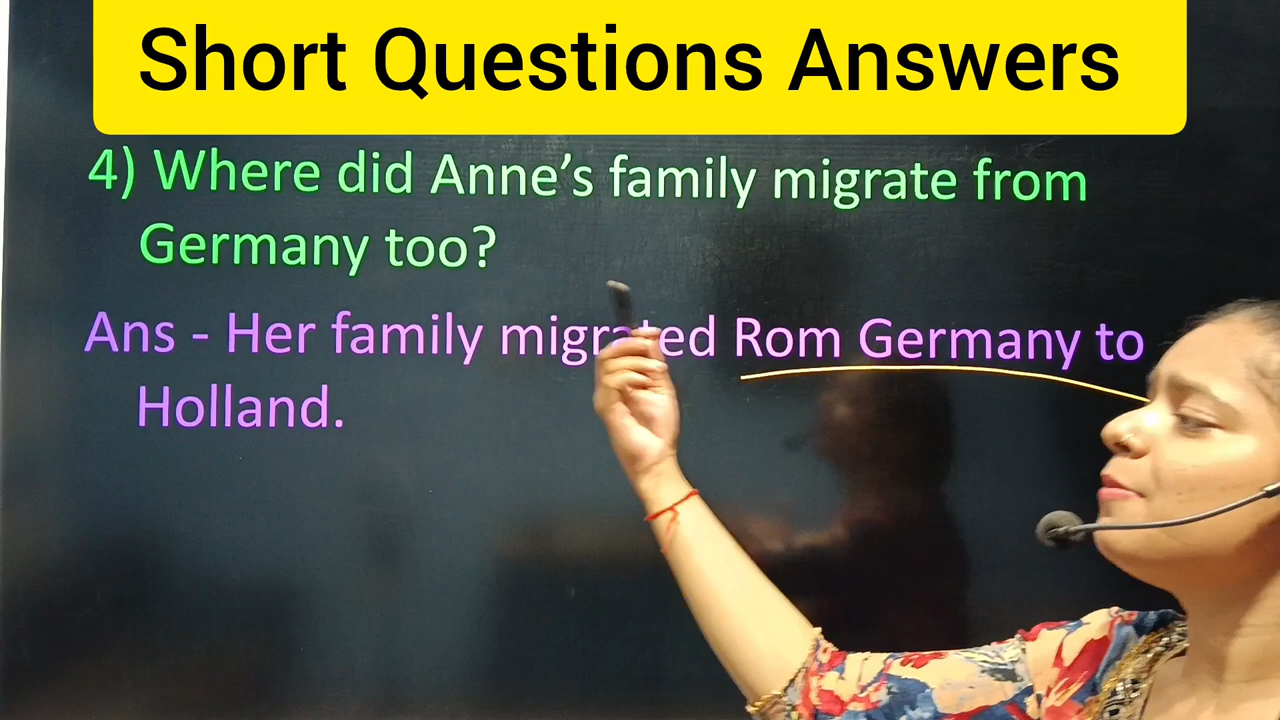 Short Questions Answers
4) Where did Anne's family migrate from
Germany too?
Ans - Her family migrated Rom Germany to
Holland.